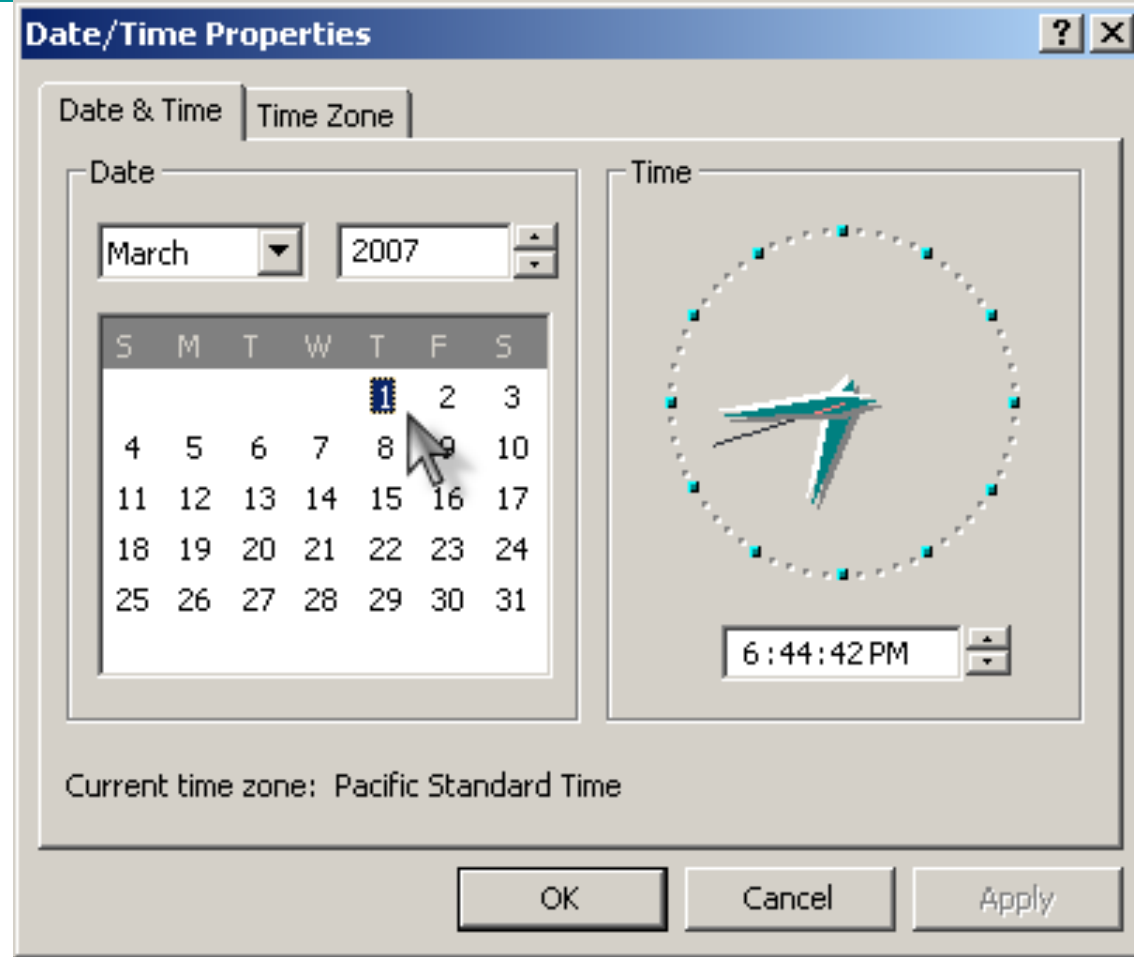 Date/Time Properties
Date & Time Time Zone
Date
March 2007
S M T W T F S
1 2 3
4 5 6 7 8 9 10
11 12 13 14 15 16 17
18 19 20 21 22 23 24
25 26 27 28 29 30 31
Time
6:44:42 PM
Current time zone: Pacific Standard Time
OK Cancel Apply